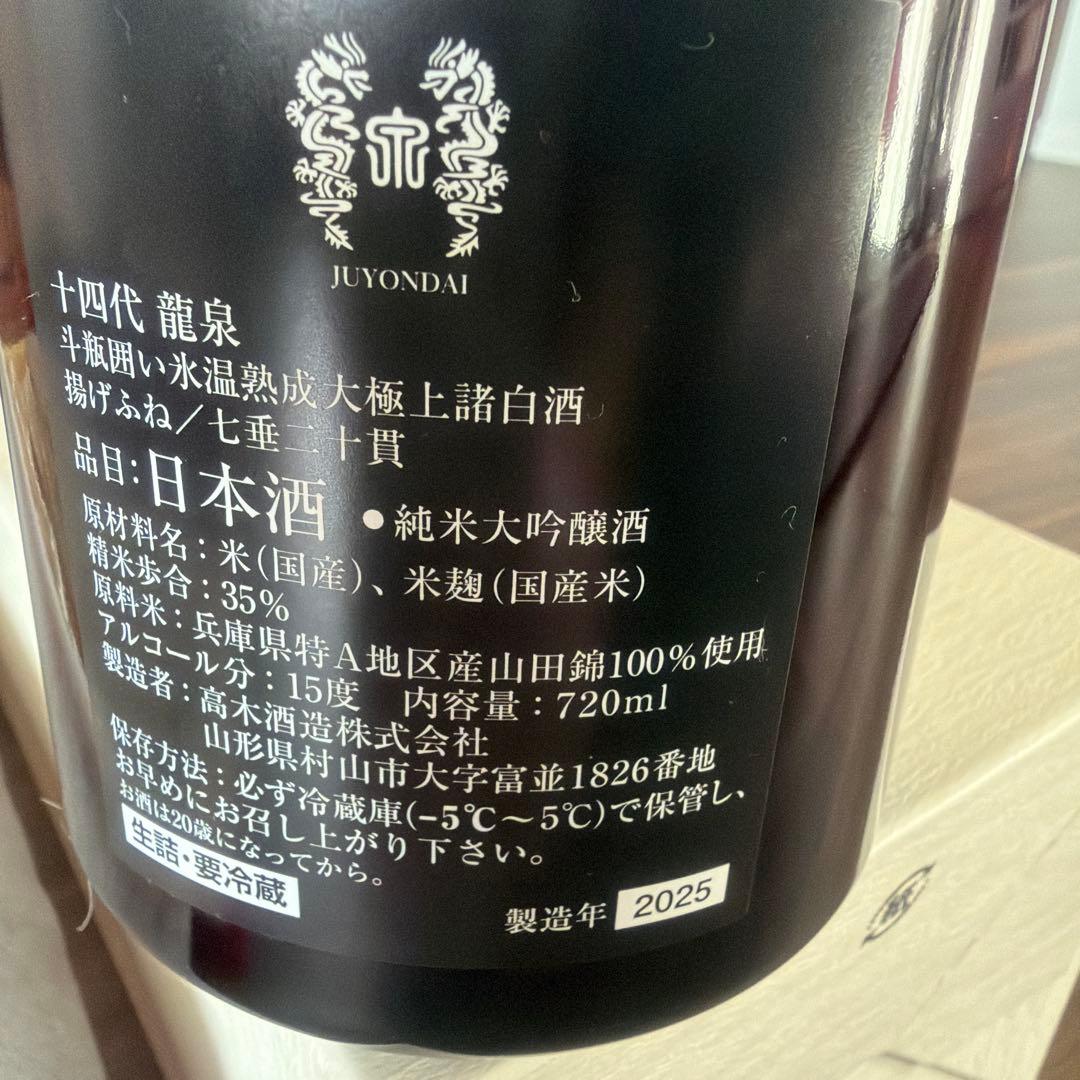 泉
JUYONDAI
十四代 龍泉
斗瓶囲い氷温熟成大極上諸白酒
揚げふね／七垂二十貫
品目:日本酒 ●純米大吟醸酒
原材料名：米(国産)、米麹(国産米)
精米歩合：35%
原料米：兵庫県特A地区産山田錦100%使用
アルコール分：15度 内容量：720ml
製造者：高木酒造株式会社
山形県村山市大字富並1826番地
保存方法：必ず冷蔵庫(-5℃～5℃)で保管し、
お早めにお召し上がり下さい。
お酒は20歳になってから。
生詰・要冷蔵
製造年 2025